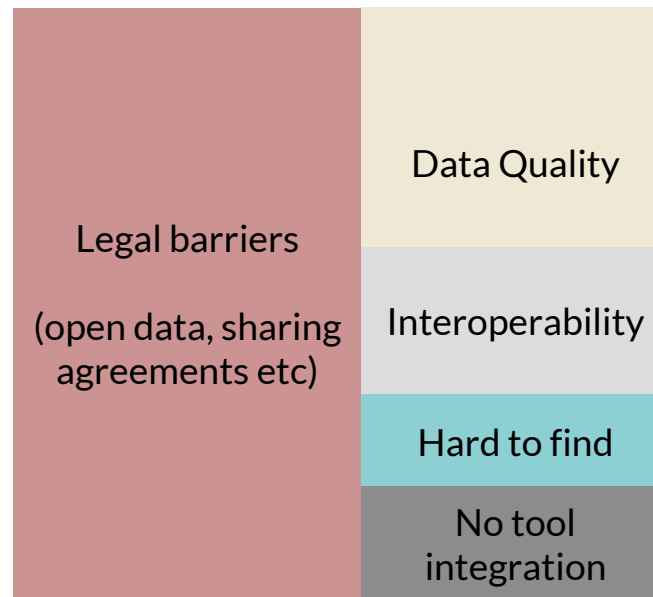 Legal barriers
(open data, sharing
agreements etc)
Data Quality
Interoperability
Hard to find
No tool
integration